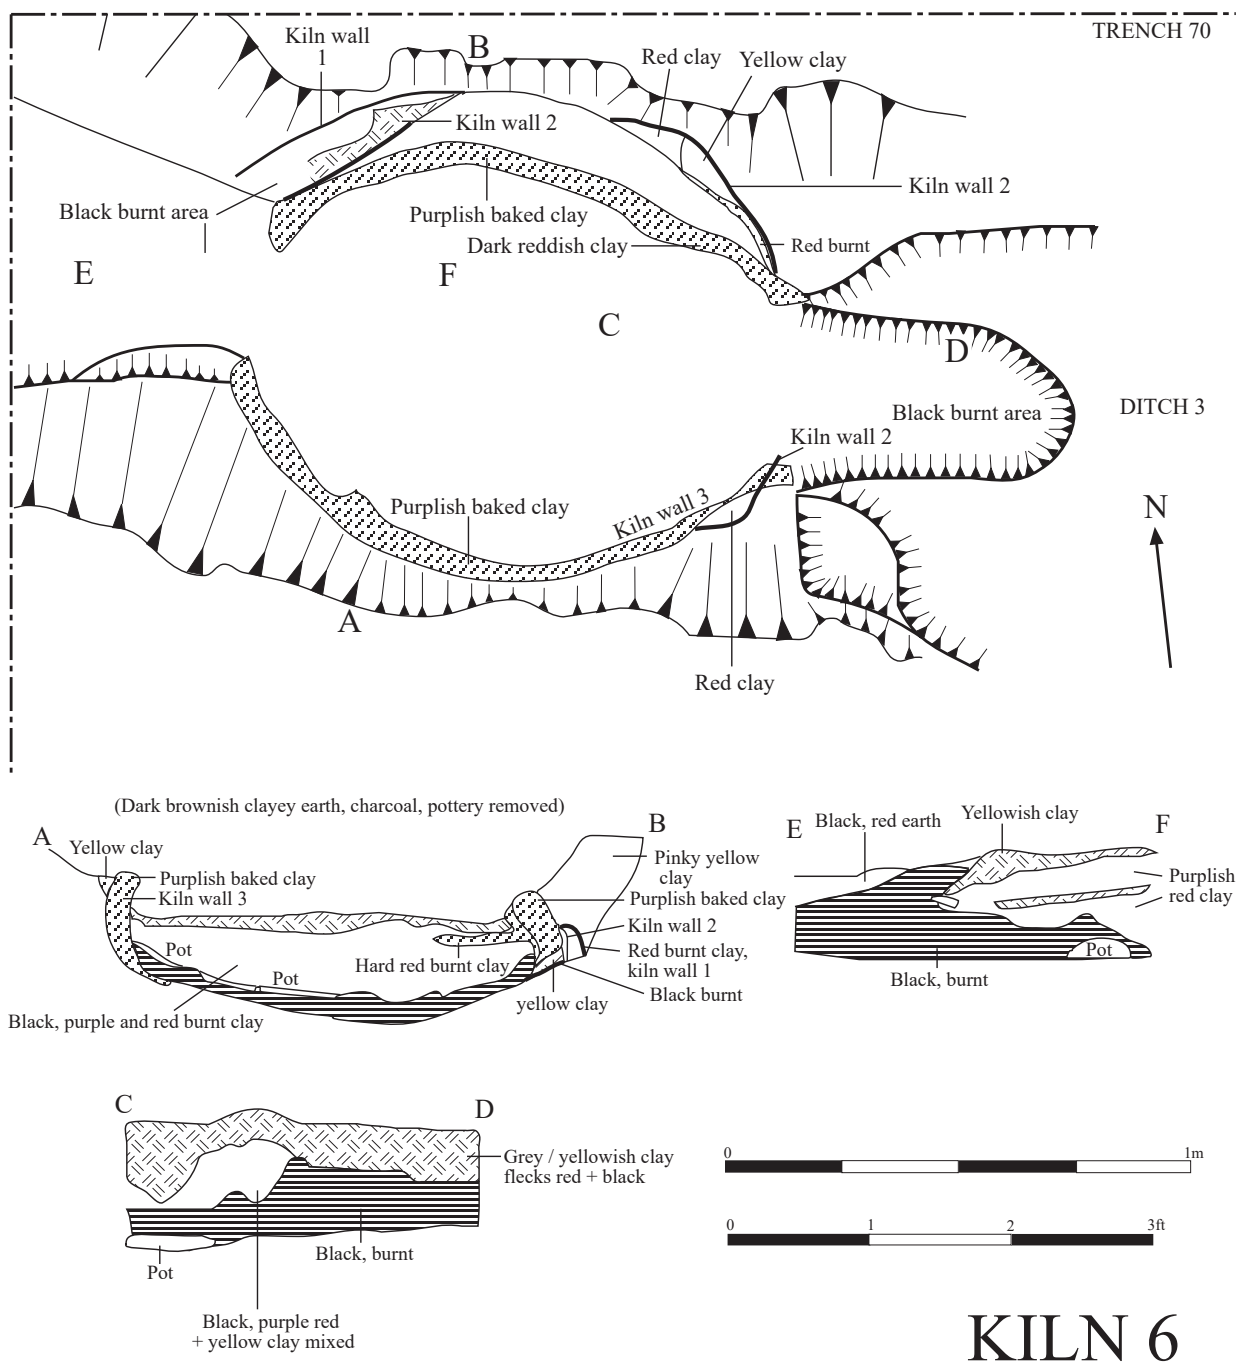 TRENCH 70
Kiln wall
1
B
Red clay
Yellow clay
Kiln wall 2
Kiln wall 2
Black burnt area
Purplish baked clay
Dark reddish clay
Red burnt
E
F
C
D
Black burnt area
DITCH 3
Kiln wall 2
Purplish baked clay
Kiln wall 3
N
A
Red clay
(Dark brownish clayey earth, charcoal, pottery removed)
A
Yellow clay
Purplish baked clay
Kiln wall 3
Pot
Pot
Hard red burnt clay
Black, purple and red burnt clay
B
Pinky yellow
clay
Purplish baked clay
Kiln wall 2
Red burnt clay,
kiln wall 1
Black burnt
yellow clay
E
Black, red earth
Yellowish clay
F
Purplish
red clay
Pot
Black, burnt
C
D
Grey / yellowish clay
flecks red + black
Black, burnt
Pot
Black, purple red
+ yellow clay mixed
0 1m
0 1 2 3ft
KILN 6